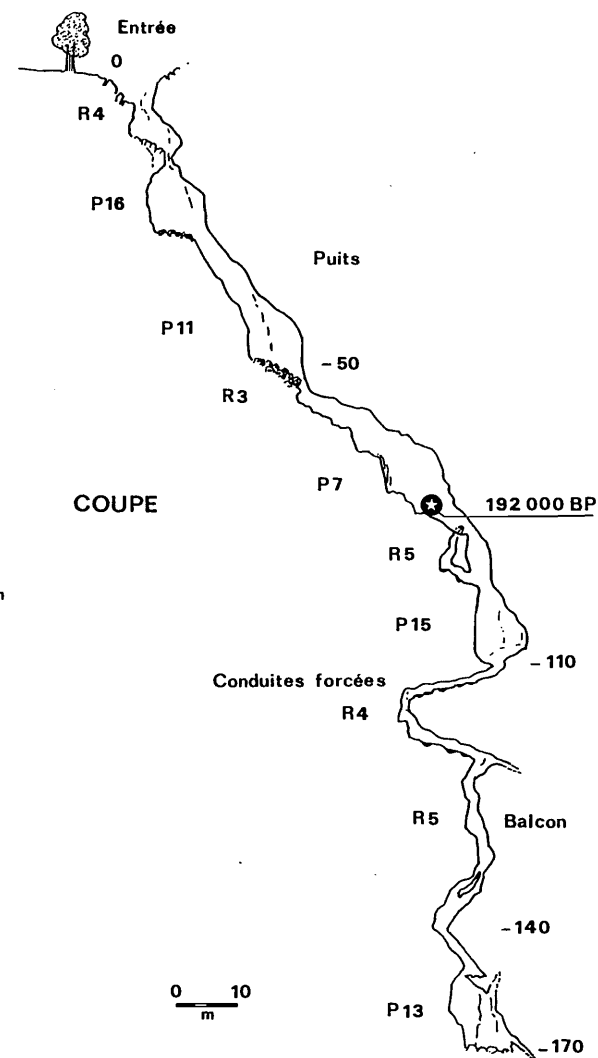 Entrée
0
R4
P16
Puits
P11
– 50
R3
P7
COUPE
192 000 BP
R5
P15
– 110
Conduites forcées
R4
R5
Balcon
– 140
0 10
m
P13
– 170